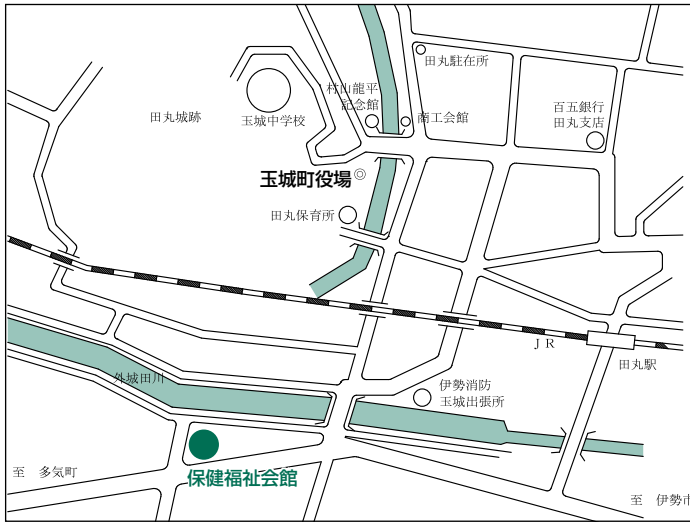 田丸駐在所
村山龍平
記念館
百五銀行
田丸支店
田丸城跡
玉城中学校
商工会館
玉城町役場
田丸保育所
JR
田丸駅
外城田川
伊勢消防
玉城出張所
保健福祉会館
至 多気町
至 伊勢市